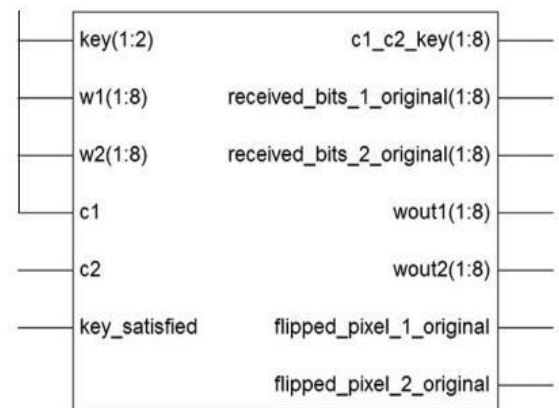 key(1:2)
c1_c2_key(1:8)
w1(1:8)
received_bits_1_original(1:8)
w2(1:8)
received_bits_2_original(1:8)
c1
wout1(1:8)
c2
wout2(1:8)
key_satisfied
flipped_pixel_1_original
flipped_pixel_2_original